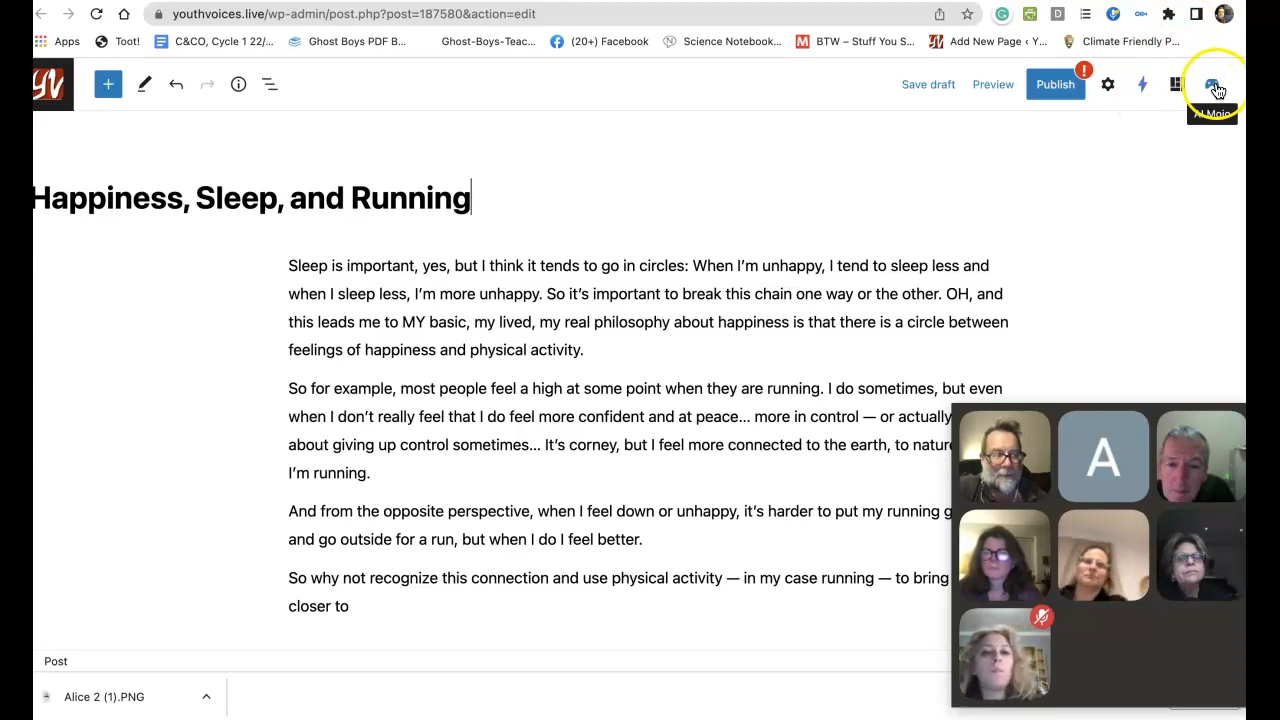 youthvoices.live/wp-admin/post.php?post=187580&action=edit
Apps Toot! C&CO, Cycle 1 22/... Ghost Boys PDF B... Ghost-Boys-Teac... (20+) Facebook Science Notebook... BTW – Stuff You S... Add New Page ‹ Y... Climate Friendly P...
YV Save draft Preview Publish !
AI Mojo
Happiness, Sleep, and Running
Sleep is important, yes, but I think it tends to go in circles: When I'm unhappy, I tend to sleep less and
when I sleep less, I'm more unhappy. So it's important to break this chain one way or the other. OH, and
this leads me to MY basic, my lived, my real philosophy about happiness is that there is a circle between
feelings of happiness and physical activity.
So for example, most people feel a high at some point when they are running. I do sometimes, but even
when I don't really feel that I do feel more confident and at peace... more in control — or actually
about giving up control sometimes... It's corney, but I feel more connected to the earth, to nature
I'm running.
And from the opposite perspective, when I feel down or unhappy, it's harder to put my running g
and go outside for a run, but when I do I feel better.
So why not recognize this connection and use physical activity — in my case running — to bring
closer to
A
Post
Alice 2 (1).PNG